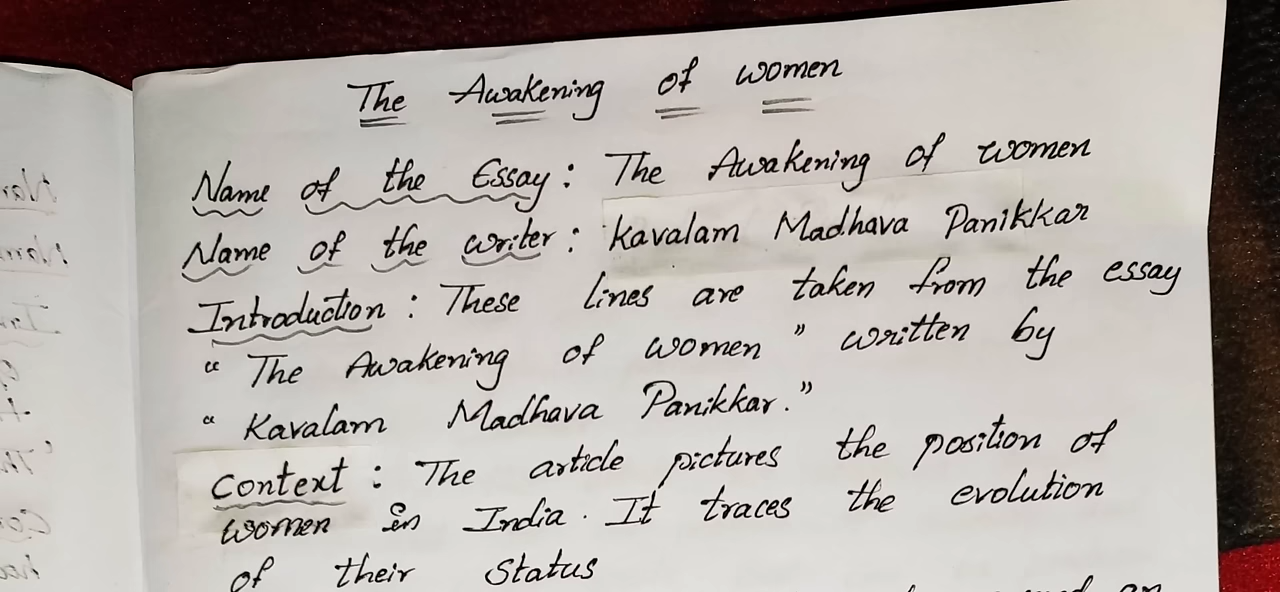 The Awakening of women
Name of the Essay : The Awakening of women
Name of the writer : Kavalam Madhava Panikkar
Introduction : These lines are taken from the essay
“ The Awakening of women ” written by
“ Kavalam Madhava Panikkar.”
Context : The article pictures the position of
women in India . It traces the evolution
of their Status